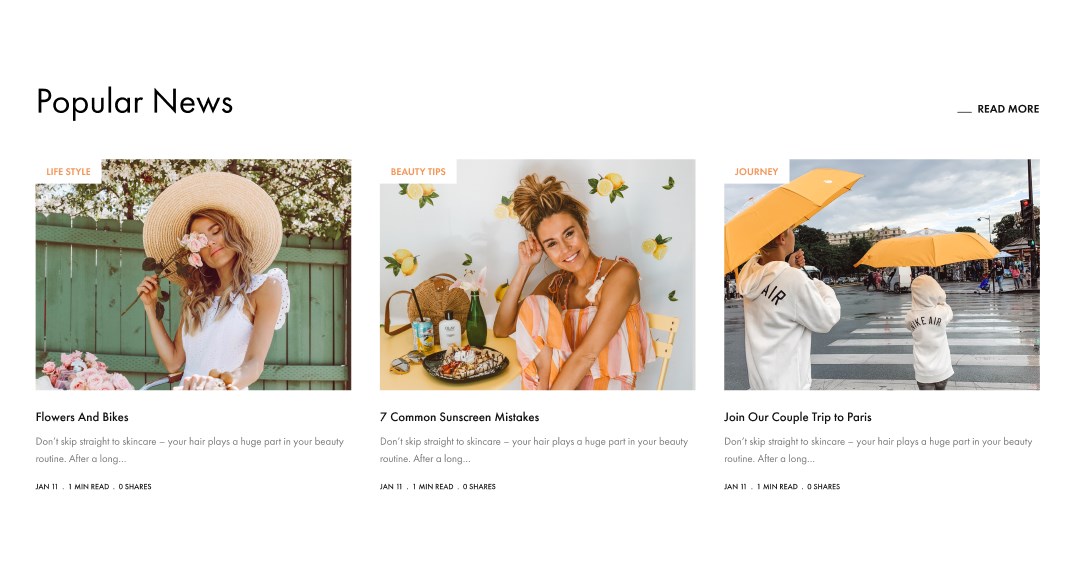 Popular News
READ MORE
LIFE STYLE
BEAUTY TIPS
JOURNEY
AIR
NIKE AIR
Flowers And Bikes
Don't skip straight to skincare – your hair plays a huge part in your beauty
routine. After a long...
JAN 11 . 1 MIN READ . 0 SHARES
7 Common Sunscreen Mistakes
Don't skip straight to skincare – your hair plays a huge part in your beauty
routine. After a long...
JAN 11 . 1 MIN READ . 0 SHARES
Join Our Couple Trip to Paris
Don't skip straight to skincare – your hair plays a huge part in your beauty
routine. After a long...
JAN 11 . 1 MIN READ . 0 SHARES